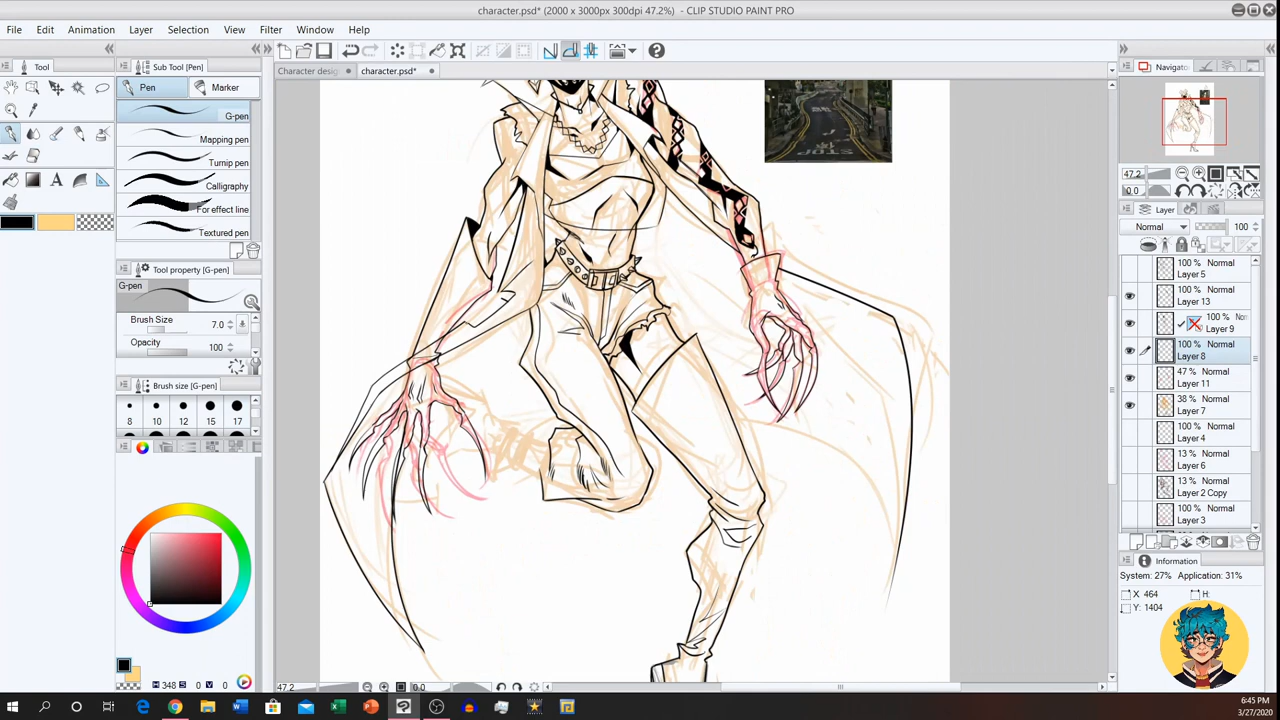 character.psd* (2000 x 3000px 300dpi 47.2%) - CLIP STUDIO PAINT PRO
File Edit Animation Layer Selection View Filter Window Help
Character desig character.psd*
Tool
Sub Tool [Pen]
Pen Marker
G-pen
Mapping pen
Turnip pen
Calligraphy
For effect line
Textured pen
Tool property [G-pen]
G-pen
Brush Size 7.0
Opacity 100
Brush size [G-pen]
8 10 12 15 17
H 348 S 0 V 0
STOP
47.2 0.0
Navigator
47.2
0.0
Layer
Normal 100
100 % Normal
Layer 5
100 % Normal
Layer 13
100 %
Layer 9
100 % Normal
Layer 8
47 % Normal
Layer 11
38 % Normal
Layer 7
100 % Normal
Layer 4
13 % Normal
Layer 6
13 % Normal
Layer 2 Copy
100 % Normal
Layer 3
Information
System: 27% Application: 31%
X 464 H:
Y: 1404
6:45 PM
3/27/2020